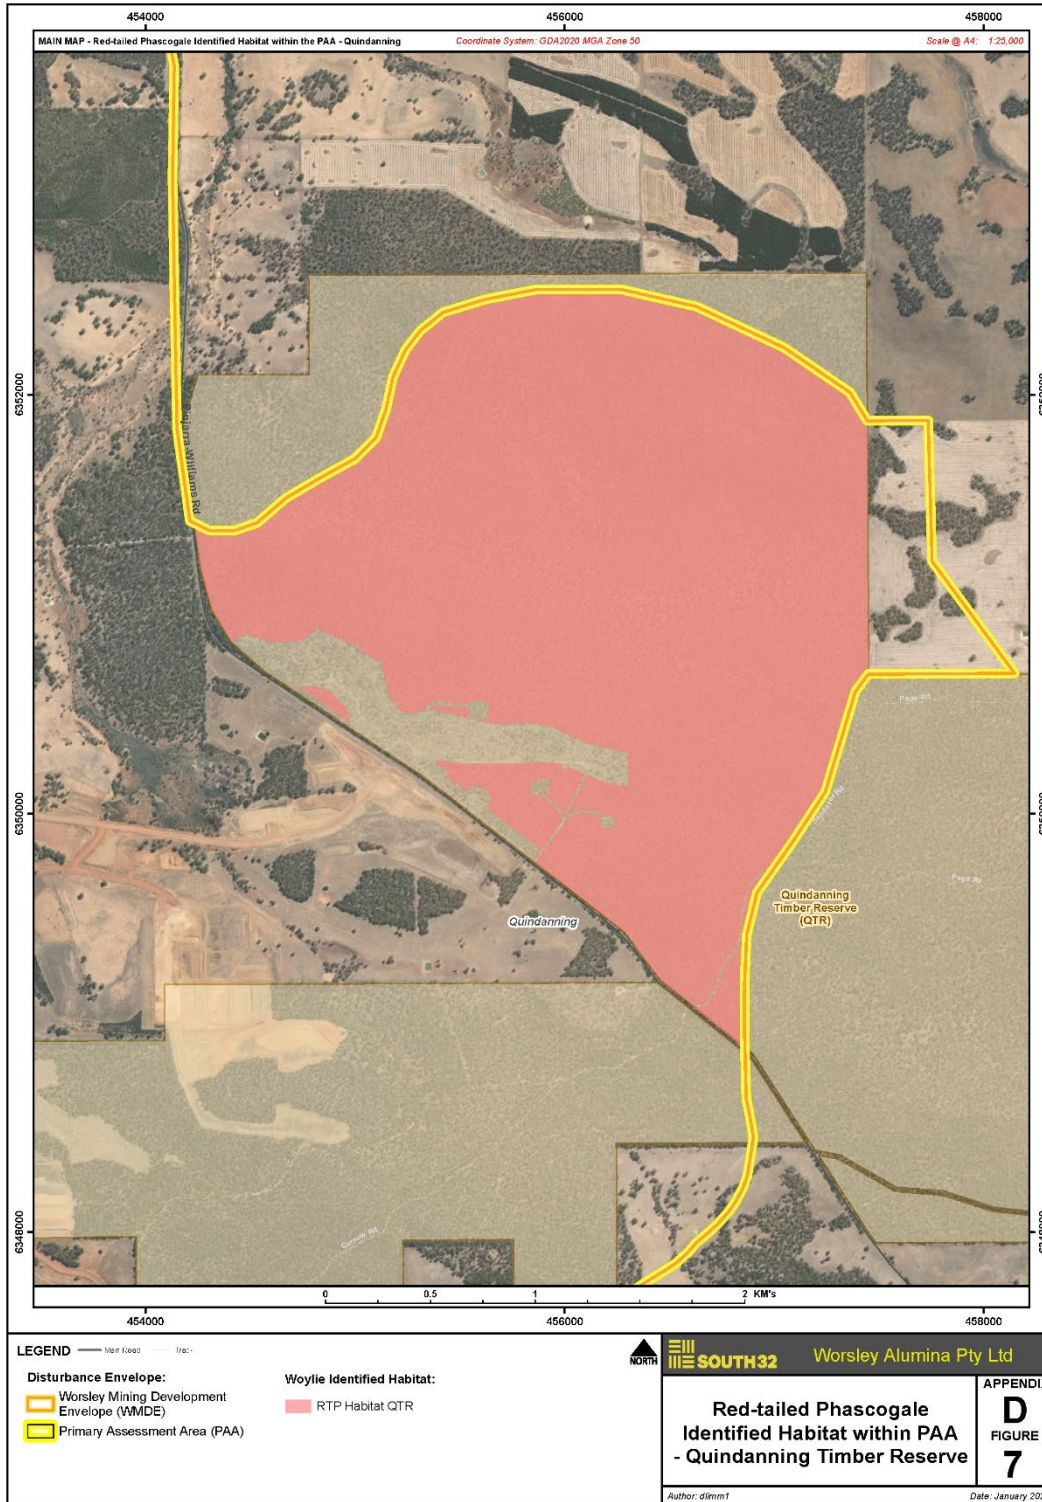 454000
456000
458000
MAIN MAP - Red-tailed Phascogale Identified Habitat within the PAA - Quindanning
Coordinate System: GDA2020 MGA Zone 50
Scale @ A4: 1:25,000
6352000
Pinjarra Williams Rd
Page Rd
6350000
Page Rd
Quindanning
Timber Reserve
(QTR)
Quindanning
6348000
0 0.5 1 2 KM's
454000
456000
458000
LEGEND
Main Road
NORTH
SOUTH32
Worsley Alumina Pty Ltd
Disturbance Envelope:
Worsley Mining Development
Envelope (WMDE)
Primary Assessment Area (PAA)
Woylie Identified Habitat:
RTP Habitat QTR
Red-tailed Phascogale
Identified Habitat within PAA
- Quindanning Timber Reserve
D
FIGURE
7
Author: dlimm1
Date: January